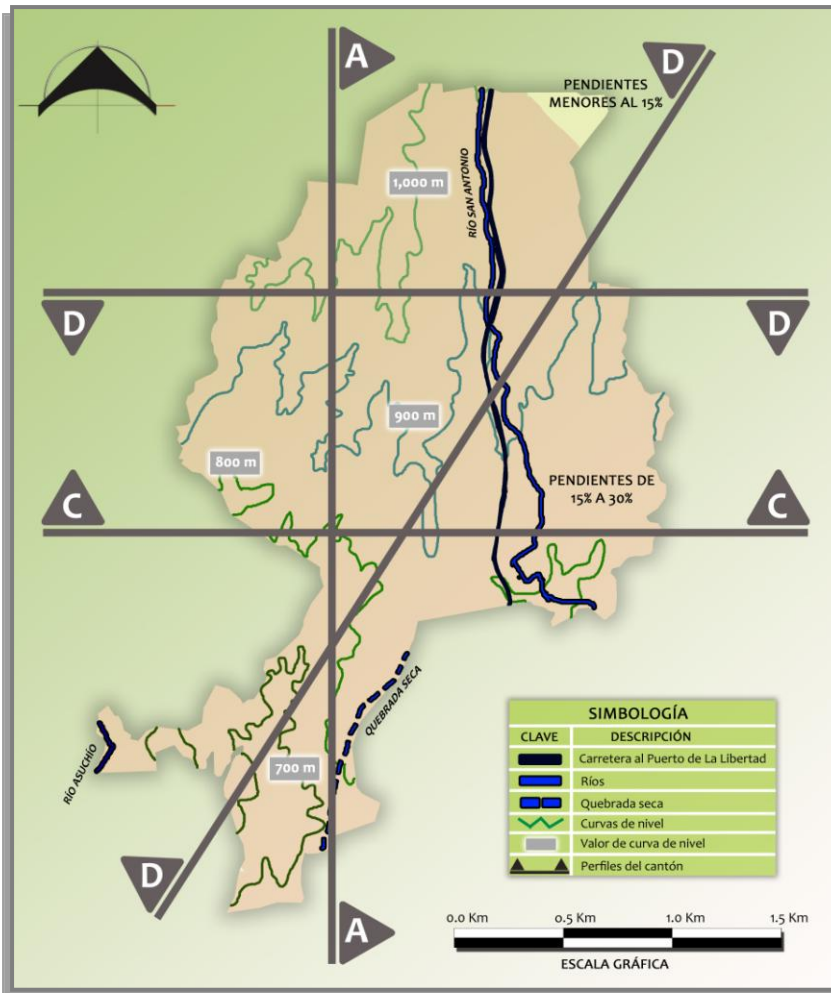 A
D
PENDIENTES
MENORES AL 15%
1,000 m
RÍO SAN ANTONIO
D
D
900 m
800 m
PENDIENTES DE
15% A 30%
C
C
QUEBRADA SECA
RÍO ASUCHÍO
700 m
D
A
SIMBOLOGÍA
CLAVE DESCRIPCIÓN
Carretera al Puerto de La Libertad
Ríos
Quebrada seca
Curvas de nivel
Valor de curva de nivel
Perfiles del cantón
0.0 Km 0.5 Km 1.0 Km 1.5 Km
ESCALA GRÁFICA